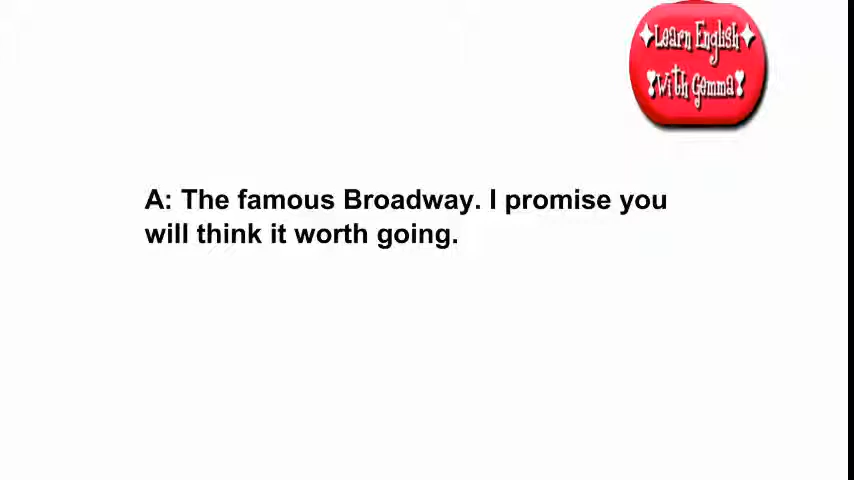 Learn English
With Gemma
A: The famous Broadway. I promise you
will think it worth going.